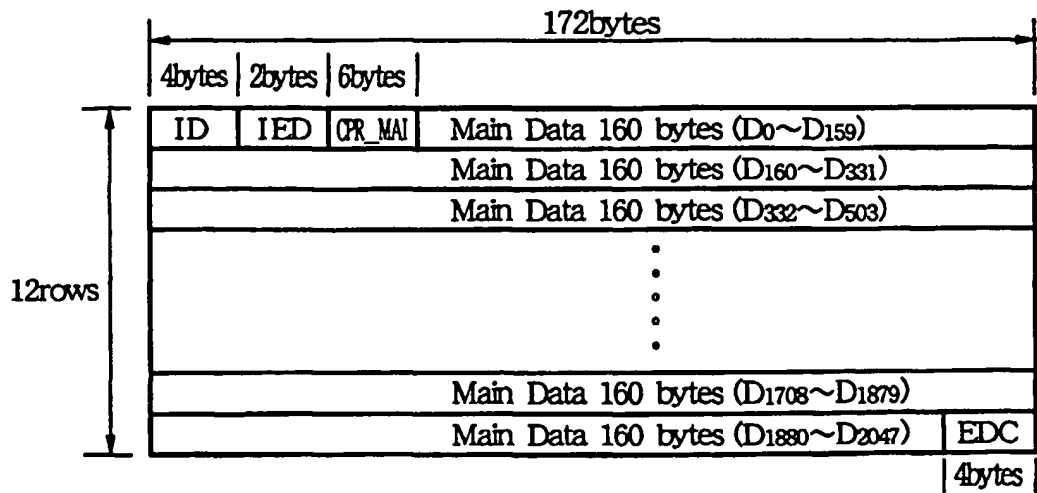 172bytes
4bytes 2bytes 6bytes
ID IED CPR_MAI Main Data 160 bytes (D0～D159)
Main Data 160 bytes (D160～D331)
Main Data 160 bytes (D332～D503)
12rows
Main Data 160 bytes (D1708～D1879)
Main Data 160 bytes (D1880～D2047) EDC
4bytes